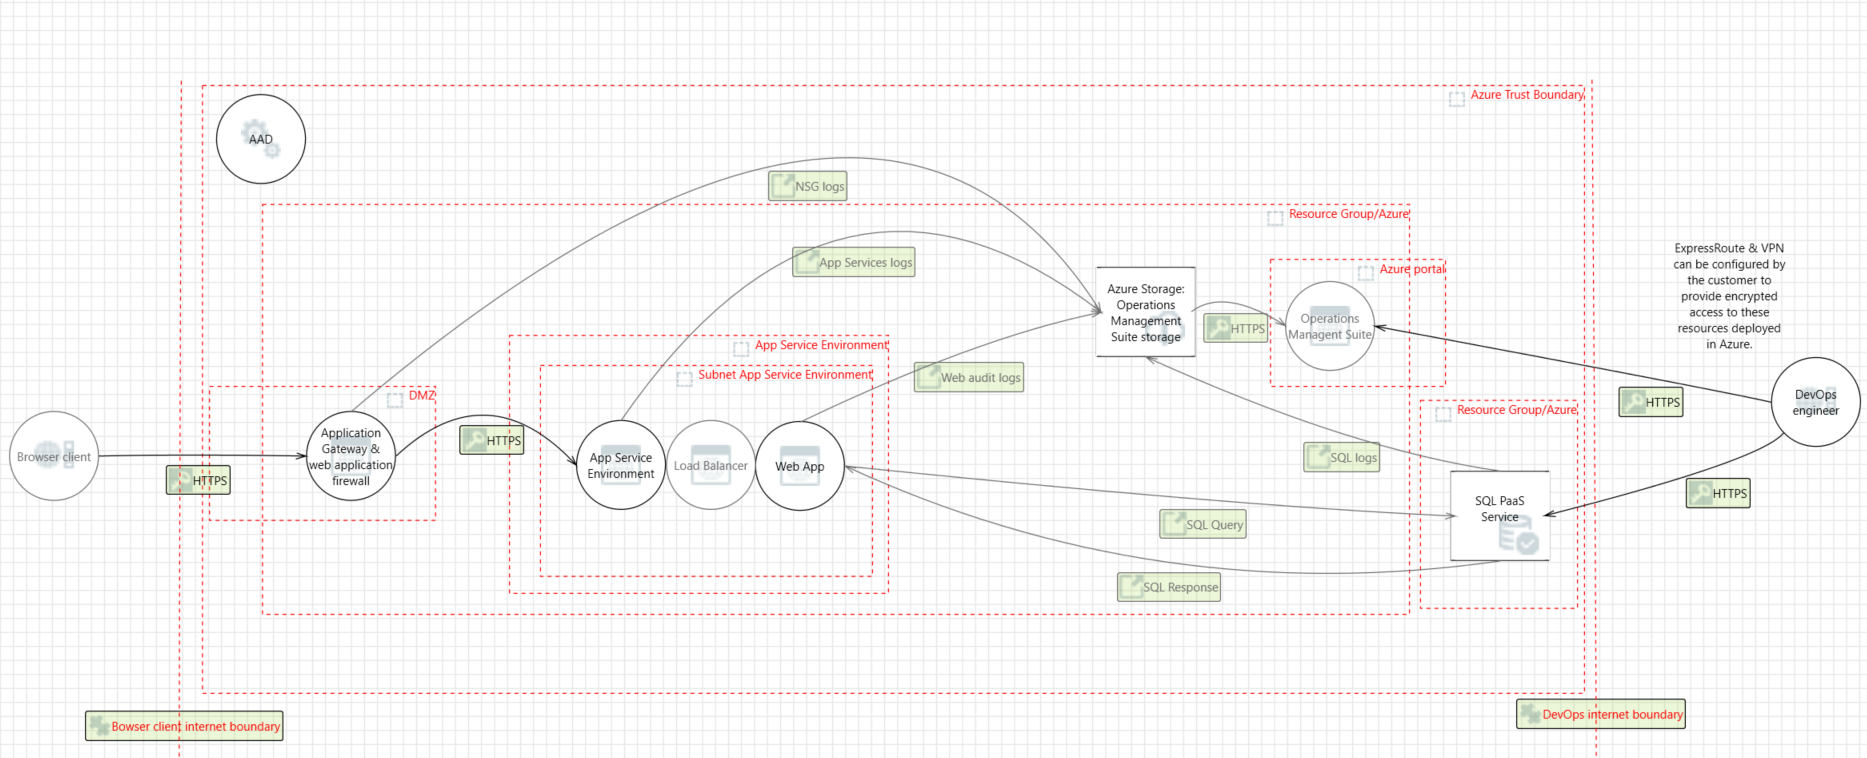 Azure Trust Boundary
AAD
NSG logs
Resource Group/Azure
App Services logs
ExpressRoute & VPN
can be configured by
the customer to
provide encrypted
access to these
resources deployed
in Azure.
Azure portal
Azure Storage:
Operations
Management
Suite storage
HTTPS
Operations
Managent Suite
App Service Environment
Subnet App Service Environment
Web audit logs
DMZ
HTTPS
DevOps
engineer
Resource Group/Azure
Browser client
HTTPS
Application
Gateway &
web application
firewall
HTTPS
App Service
Environment
Load Balancer
Web App
SQL logs
SQL Query
SQL Response
SQL PaaS
Service
HTTPS
Bowser client internet boundary
DevOps internet boundary